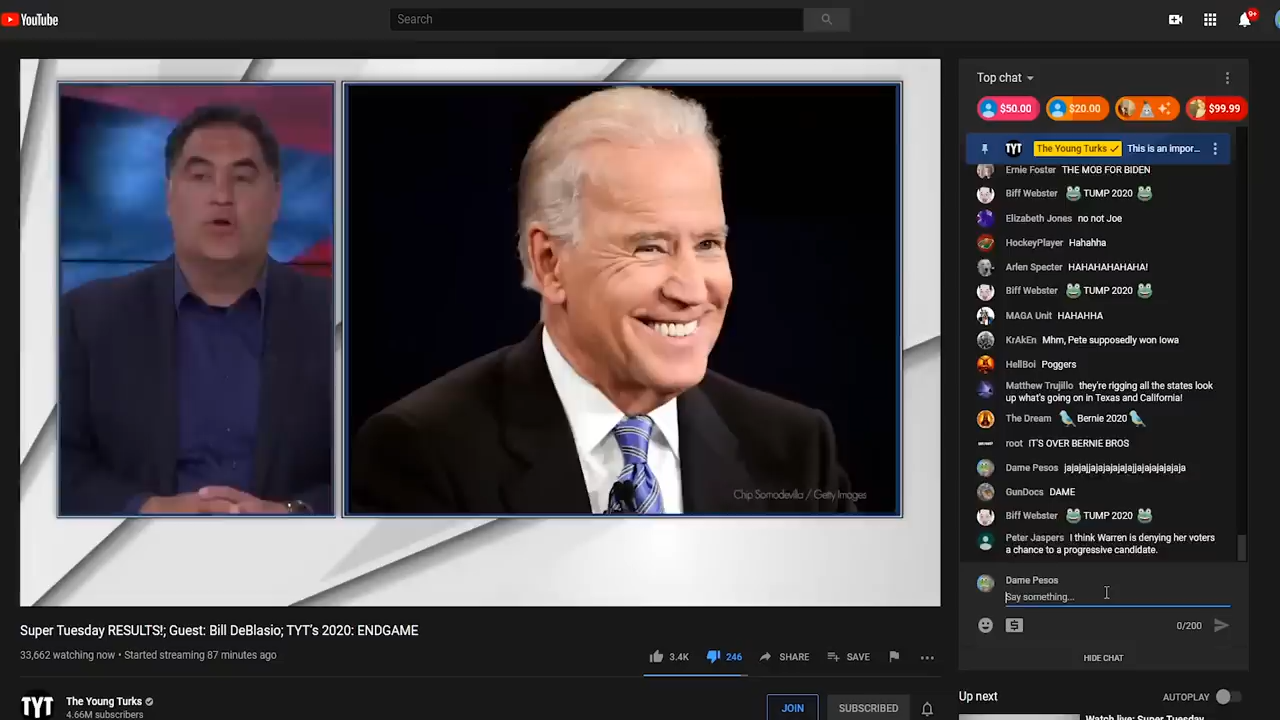 YouTube
Search
9+
Top chat
$50.00
$20.00
$99.99
TYT The Young Turks This is an impor...
Ernie Foster THE MOB FOR BIDEN
Biff Webster 🐸 TUMP 2020 🐸
Elizabeth Jones no not Joe
HockeyPlayer Hahahha
Arlen Specter HAHAHAHAHAHA!
Biff Webster 🐸 TUMP 2020 🐸
MAGA Unit HAHAHHA
KrAkEn Mhm, Pete supposedly won Iowa
HellBoi Poggers
Matthew Trujillo they're rigging all the states look
up what's going on in Texas and California!
The Dream Bernie 2020
root IT'S OVER BERNIE BROS
Dame Pesos jajajajjajajajajajajjajajajajajaja
GunDocs DAME
Biff Webster 🐸 TUMP 2020 🐸
Peter Jaspers I think Warren is denying her voters
a chance to a progressive candidate.
Dame Pesos
Say something...
0/200
HIDE CHAT
Chip Somodevilla / Getty Images
Super Tuesday RESULTS!; Guest: Bill DeBlasio; TYT's 2020: ENDGAME
33,662 watching now • Started streaming 87 minutes ago
3.4K 246 SHARE SAVE
TYT The Young Turks
4.66M subscribers
JOIN SUBSCRIBED
Up next AUTOPLAY
Watch live: Super Tuesday